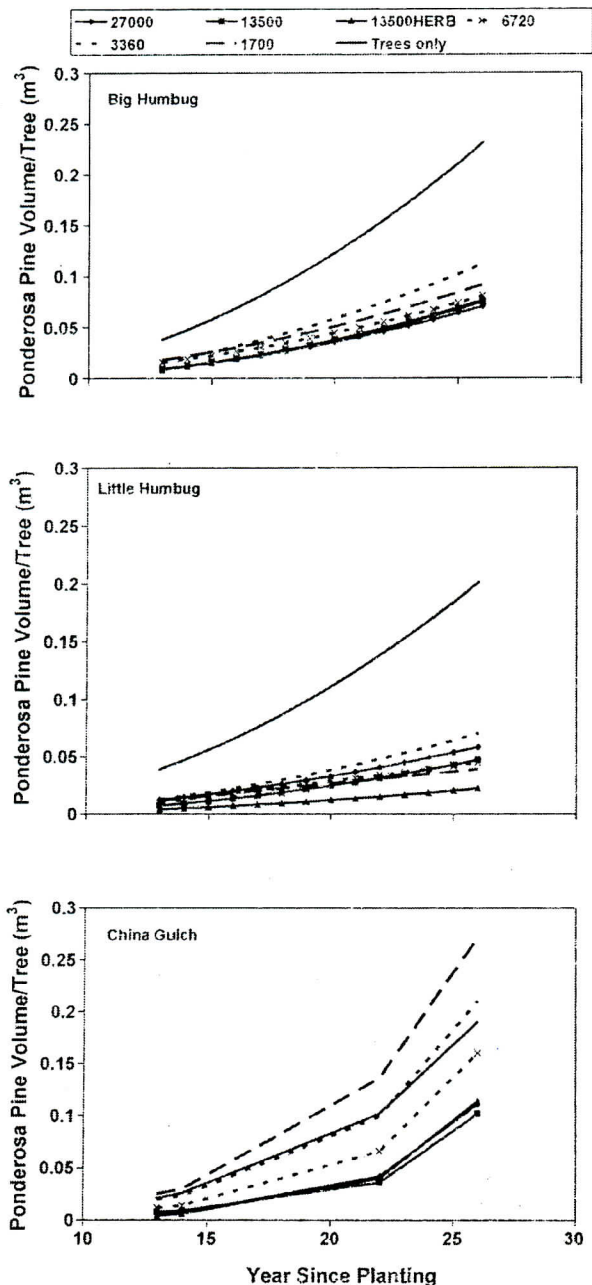 27000 13500 13500HERB 6720
3360 1700 Trees only
Ponderosa Pine Volume/Tree (m³)
0.3
0.25
0.2
0.15
0.1
0.05
0
Big Humbug
Ponderosa Pine Volume/Tree (m³)
0.3
0.25
0.2
0.15
0.1
0.05
0
Little Humbug
Ponderosa Pine Volume/Tree (m³)
0.3
0.25
0.2
0.15
0.1
0.05
0
China Gulch
10 15 20 25 30
Year Since Planting